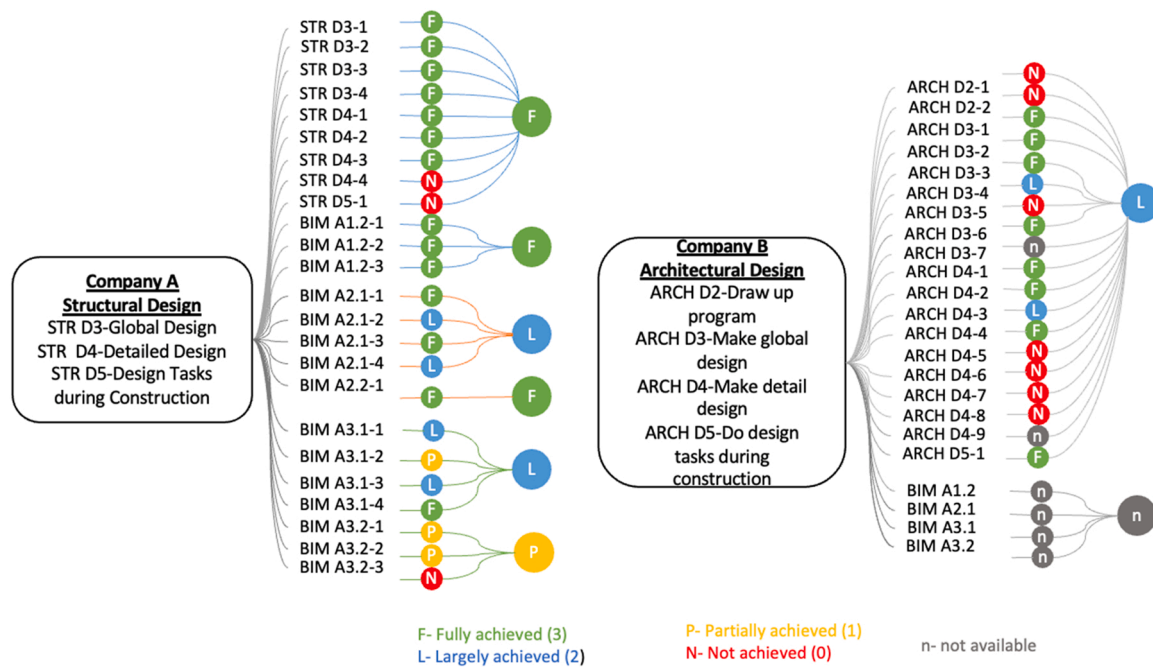 Company A
Structural Design
STR D3-Global Design
STR D4-Detailed Design
STR D5-Design Tasks
during Construction
STR D3-1 F
STR D3-2 F
STR D3-3 F
STR D3-4 F
STR D4-1 F
STR D4-2 F
STR D4-3 F
STR D4-4 N
STR D5-1 N
F
BIM A1.2-1 F
BIM A1.2-2 F
BIM A1.2-3 F
F
BIM A2.1-1 F
BIM A2.1-2 L
BIM A2.1-3 F
BIM A2.1-4 L
L
BIM A2.2-1 F
F
BIM A3.1-1 L
BIM A3.1-2 P
BIM A3.1-3 L
BIM A3.1-4 F
L
BIM A3.2-1 P
BIM A3.2-2 P
BIM A3.2-3 N
P
Company B
Architectural Design
ARCH D2-Draw up
program
ARCH D3-Make global
design
ARCH D4-Make detail
design
ARCH D5-Do design
tasks during
construction
ARCH D2-1 N
ARCH D2-2 N
ARCH D3-1 F
ARCH D3-2 F
ARCH D3-3 F
ARCH D3-4 L
ARCH D3-5 N
ARCH D3-6 F
ARCH D3-7 n
ARCH D4-1 F
ARCH D4-2 F
ARCH D4-3 L
ARCH D4-4 F
ARCH D4-5 N
ARCH D4-6 N
ARCH D4-7 N
ARCH D4-8 N
ARCH D4-9 n
ARCH D5-1 F
L
BIM A1.2 n
BIM A2.1 n
BIM A3.1 n
BIM A3.2 n
n
F- Fully achieved (3)
L- Largely achieved (2)
P- Partially achieved (1)
N- Not achieved (0)
n- not available